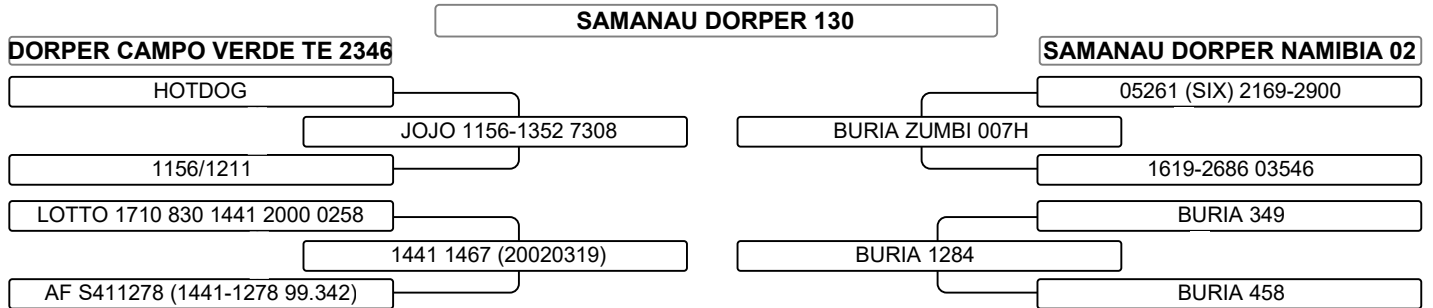 SAMANAU DORPER 130
DORPER CAMPO VERDE TE 2346
SAMANAU DORPER NAMIBIA 02
HOTDOG
05261 (SIX) 2169-2900
JOJO 1156-1352 7308
BURIA ZUMBI 007H
1156/1211
1619-2686 03546
LOTTO 1710 830 1441 2000 0258
BURIA 349
1441 1467 (20020319)
BURIA 1284
AF S411278 (1441-1278 99.342)
BURIA 458